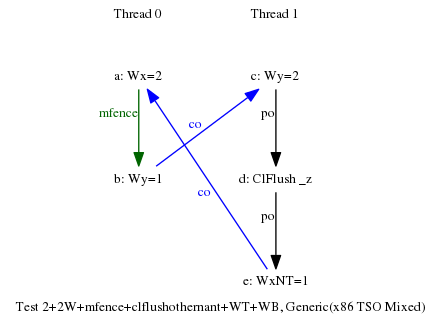 Thread 0 Thread 1
a: Wx=2 c: Wy=2
mfence po
co
b: Wy=1 d: ClFlush _z
co
po
e: WxNT=1
Test 2+2W+mfence+clflushothernant+WT+WB, Generic(x86 TSO Mixed)